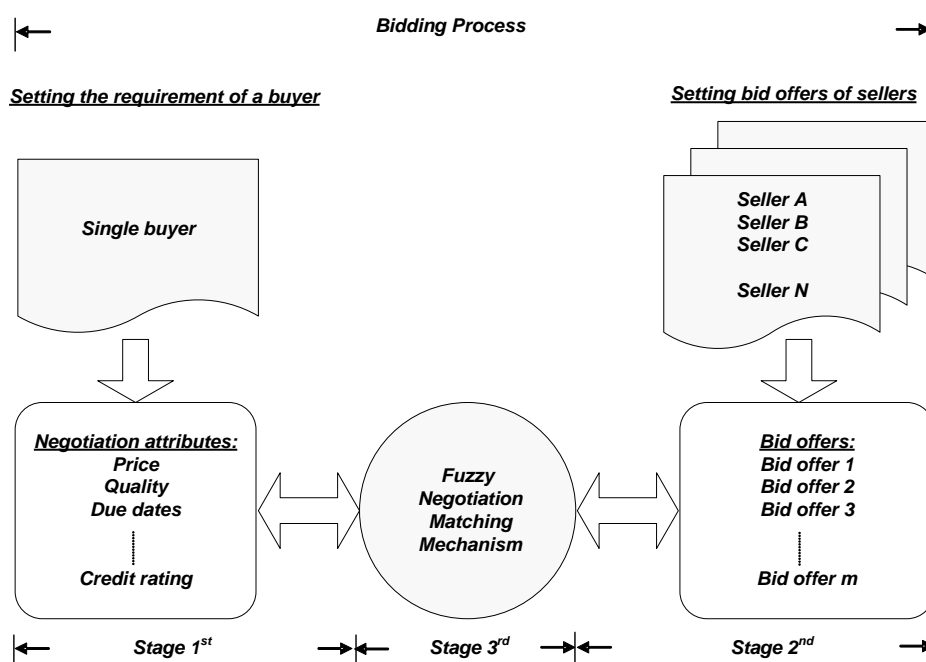 Bidding Process
Setting the requirement of a buyer
Setting bid offers of sellers
Single buyer
Seller A
Seller B
Seller C
Seller N
Negotiation attributes:
Price
Quality
Due dates
Credit rating
Fuzzy
Negotiation
Matching
Mechanism
Bid offers:
Bid offer 1
Bid offer 2
Bid offer 3
Bid offer m
Stage 1st
Stage 3rd
Stage 2nd